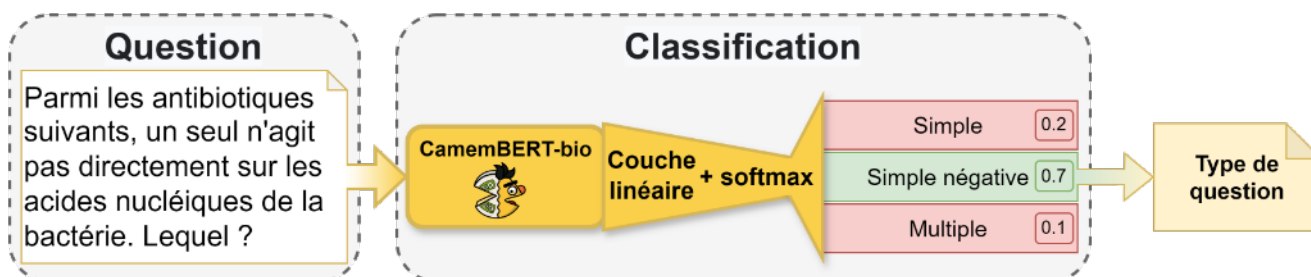 Question
Parmi les antibiotiques
suivants, un seul n'agit
pas directement sur les
acides nucléiques de la
bactérie. Lequel ?
Classification
CamemBERT-bio
Couche
linéaire + softmax
Simple 0.2
Simple négative 0.7
Multiple 0.1
Type de
question